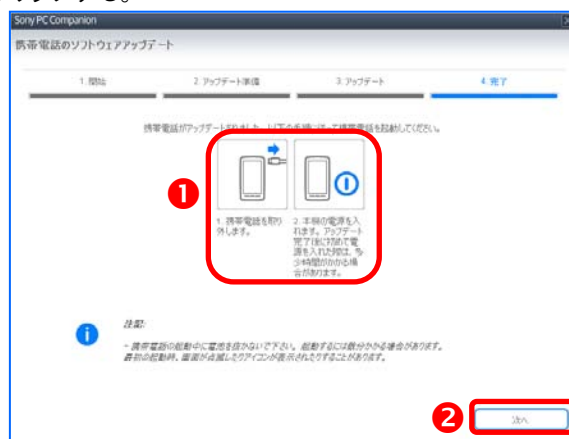 Sony PC Companion
携帯電話のソフトウェアアップデート
1. 開始
2. アップデート準備
3. アップデート
4. 完了
携帯電話がアップデートされました。以下の手順に従って携帯電話を起動してください。
1
1. 携帯電話を取り
外します。
2. 本機の電源を入
れます。アップデート
完了後に初めて電
源を入れた際は、多
少時間がかかる場
合があります。
注記:
- 携帯電話の起動中に電池を抜かないで下さい。起動するには数分かかる場合があります。
最初の起動時、画面が点滅したりアイコンが表示されたりすることがあります。
2
次へ